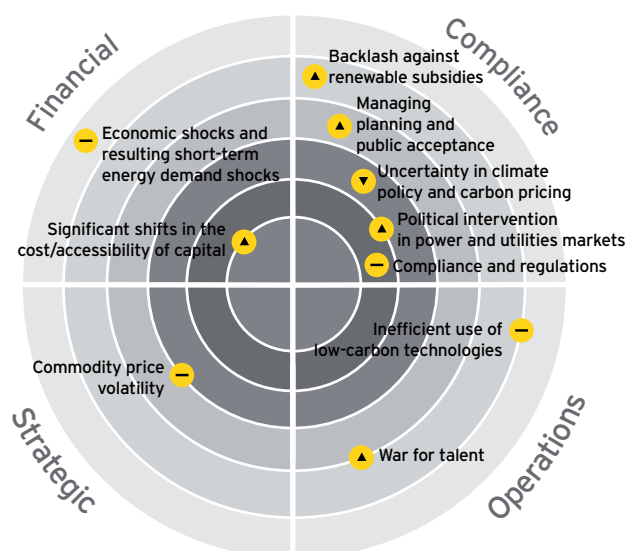 Financial
Compliance
Backlash against
renewable subsidies
Managing
planning and
public acceptance
Economic shocks and
resulting short-term
energy demand shocks
Uncertainty in climate
policy and carbon pricing
Significant shifts in the
cost/accessibility of capital
Political intervention
in power and utilities markets
Compliance and regulations
Inefficient use of
low-carbon technologies
Commodity price
volatility
War for talent
Strategic
Operations